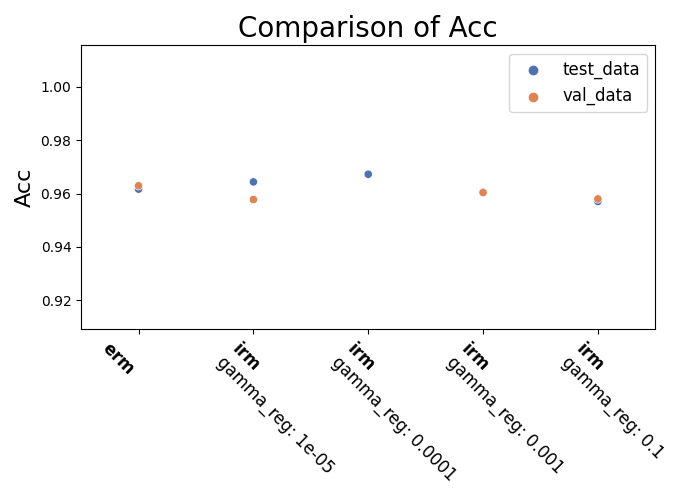 Comparison of Acc
test_data
val_data
Acc
1.00
0.98
0.96
0.94
0.92
erm
irm
gamma_reg: 1e-05
irm
gamma_reg: 0.0001
irm
gamma_reg: 0.001
irm
gamma_reg: 0.1